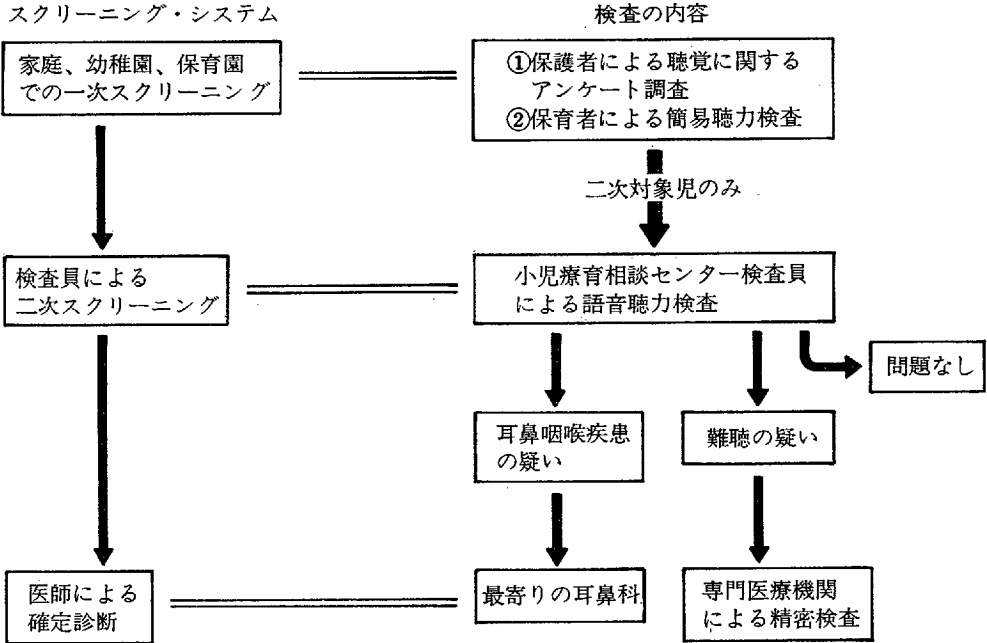 スクリーニング・システム
検査の内容
家庭、幼稚園、保育園
での一次スクリーニング
①保護者による聴覚に関する
アンケート調査
②保育者による簡易聴力検査
二次対象児のみ
検査員による
二次スクリーニング
小児療育相談センター検査員
による語音聴力検査
問題なし
耳鼻咽喉疾患
の疑い
難聴の疑い
医師による
確定診断
最寄りの耳鼻科
専門医療機関
による精密検査